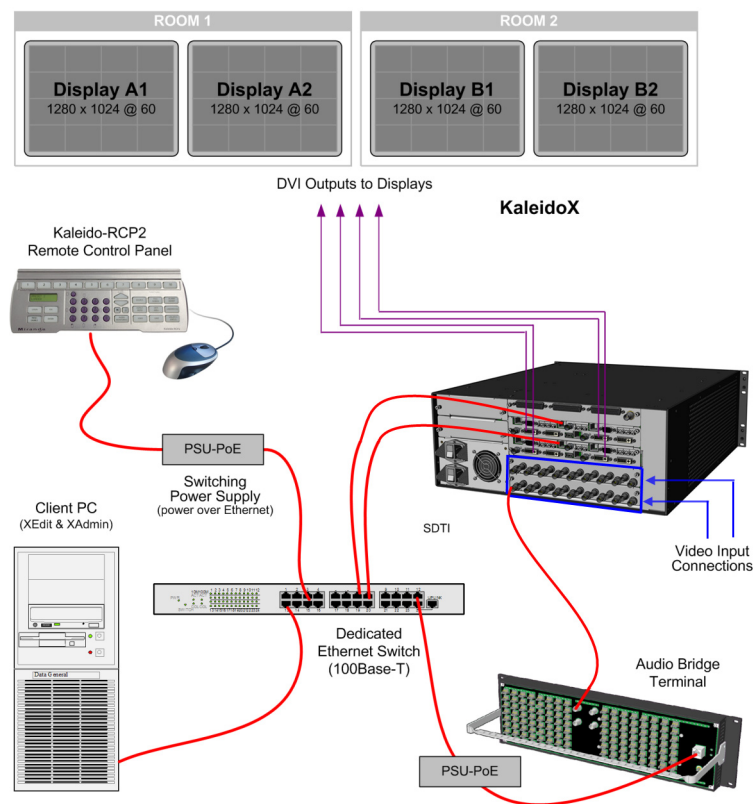 ROOM 1
ROOM 2
Display A1
1280 x 1024 @ 60
Display A2
1280 x 1024 @ 60
Display B1
1280 x 1024 @ 60
Display B2
1280 x 1024 @ 60
DVI Outputs to Displays
KaleidoX
Kaleido-RCP2
Remote Control Panel
PSU-PoE
Switching
Power Supply
(power over Ethernet)
Client PC
(XEdit & XAdmin)
SDTI
Video Input
Connections
Dedicated
Ethernet Switch
(100Base-T)
Data General
Audio Bridge
Terminal
PSU-PoE